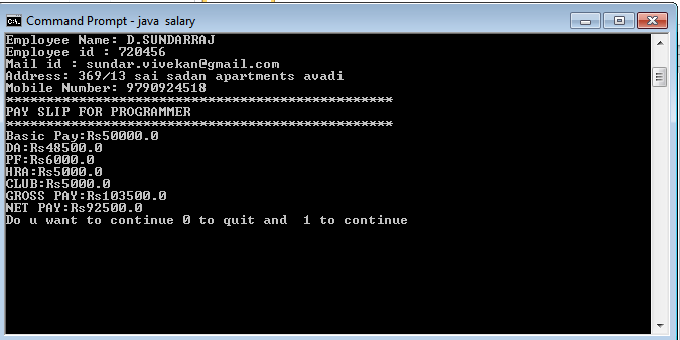 Command Prompt - java  salary
Employee Name: D.SUNDARRAJ
Employee id : 720456
Mail id : sundar.vivekan@gmail.com
Address: 369/13 sai sadan apartments avadi
Mobile Number: 9790924518
**************************************************
PAY SLIP FOR PROGRAMMER
**************************************************
Basic Pay:Rs50000.0
DA:Rs48500.0
PF:Rs6000.0
HRA:Rs5000.0
CLUB:Rs5000.0
GROSS PAY:Rs103500.0
NET PAY:Rs92500.0
Do u want to continue 0 to quit and  1 to continue